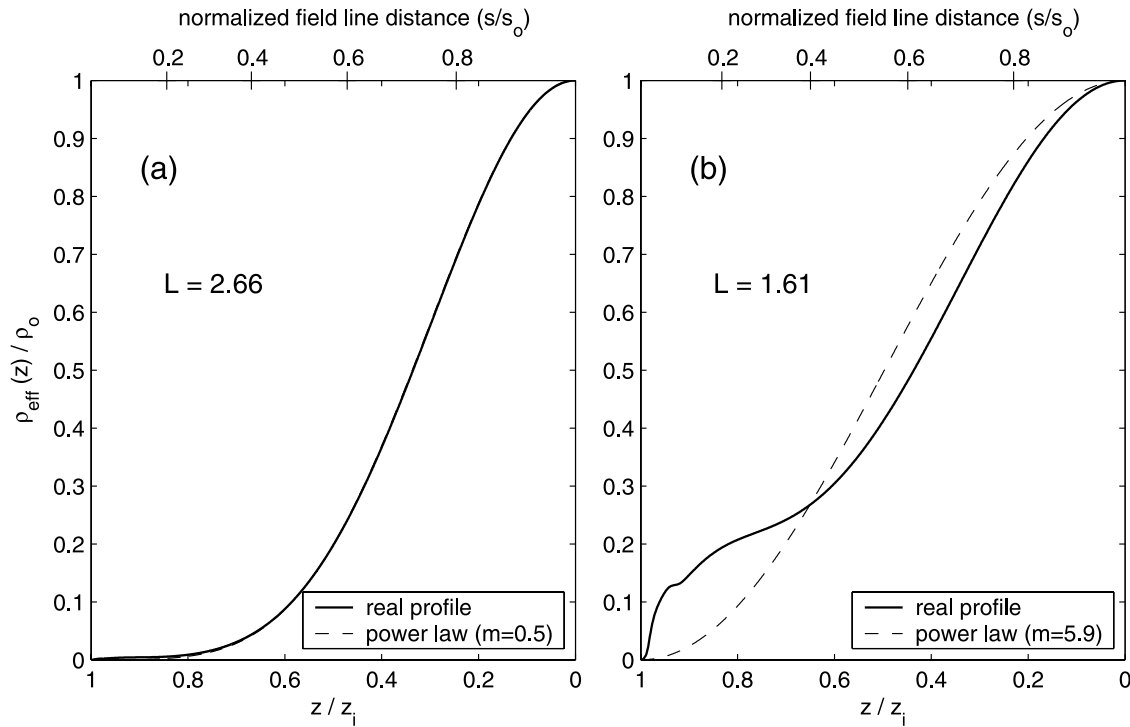 normalized field line distance (s/s_o)
0.2 0.4 0.6 0.8
1
0.9
0.8
0.7
0.6
0.5
0.4
0.3
0.2
0.1
0
ρ_eff (z) / ρ_o
(a)
L = 2.66
real profile
power law (m=0.5)
1 0.8 0.6 0.4 0.2 0
z / z_i
normalized field line distance (s/s_o)
0.2 0.4 0.6 0.8
1
0.9
0.8
0.7
0.6
0.5
0.4
0.3
0.2
0.1
0
(b)
L = 1.61
real profile
power law (m=5.9)
1 0.8 0.6 0.4 0.2 0
z / z_i